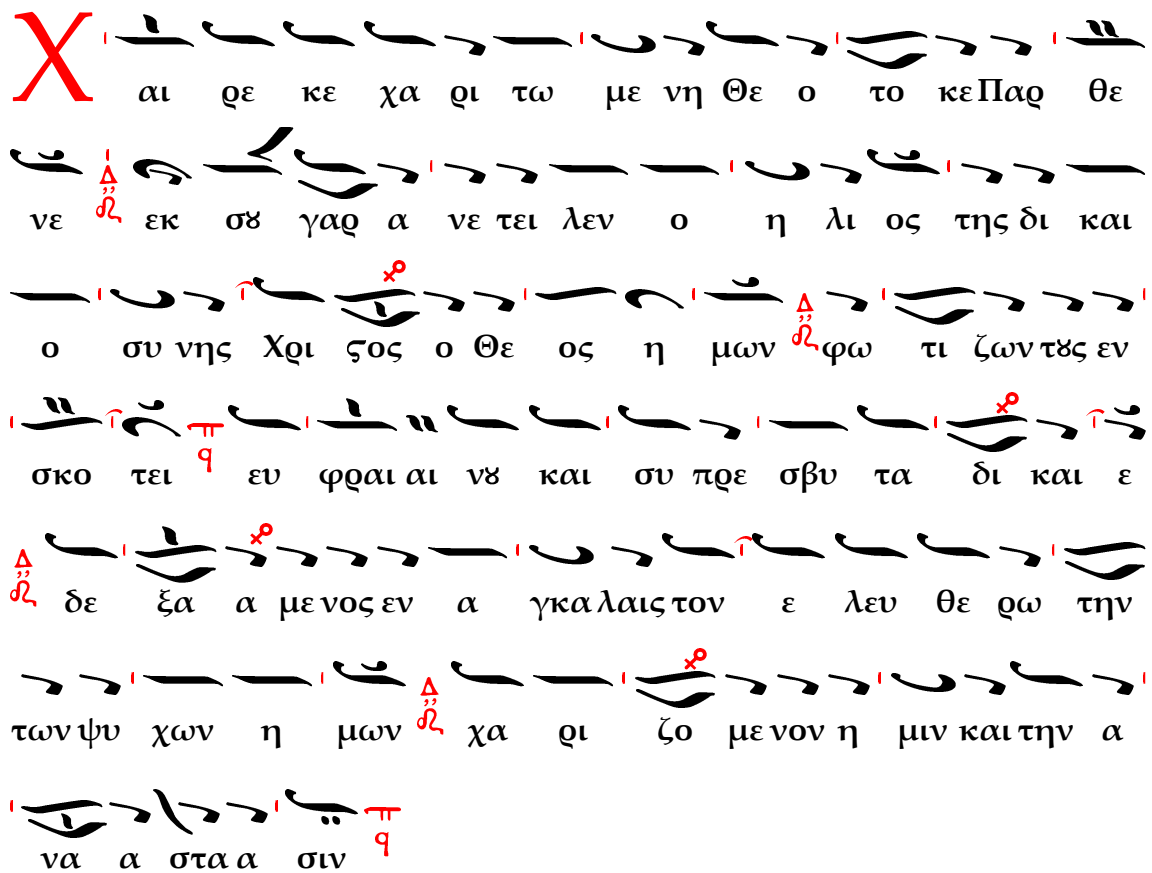 Χ αι ρε κε χα ρι τω με νη Θε ο το κε Παρ θε
νε εκ σȣ γαρ α νε τει λεν ο η λι ος της δι και
ο συ νης Χρι ϛος ο Θε ος η μων φω τι ζων τȣς εν
σκο τει ευ φραι αι νȣ και συ πρε σβυ τα δι και ε
δε ξα α με νος εν α γκα λαις τον ε λευ θε ρω την
των ψυ χων η μων χα ρι ζο με νον η μιν και την α
να α στα α σιν